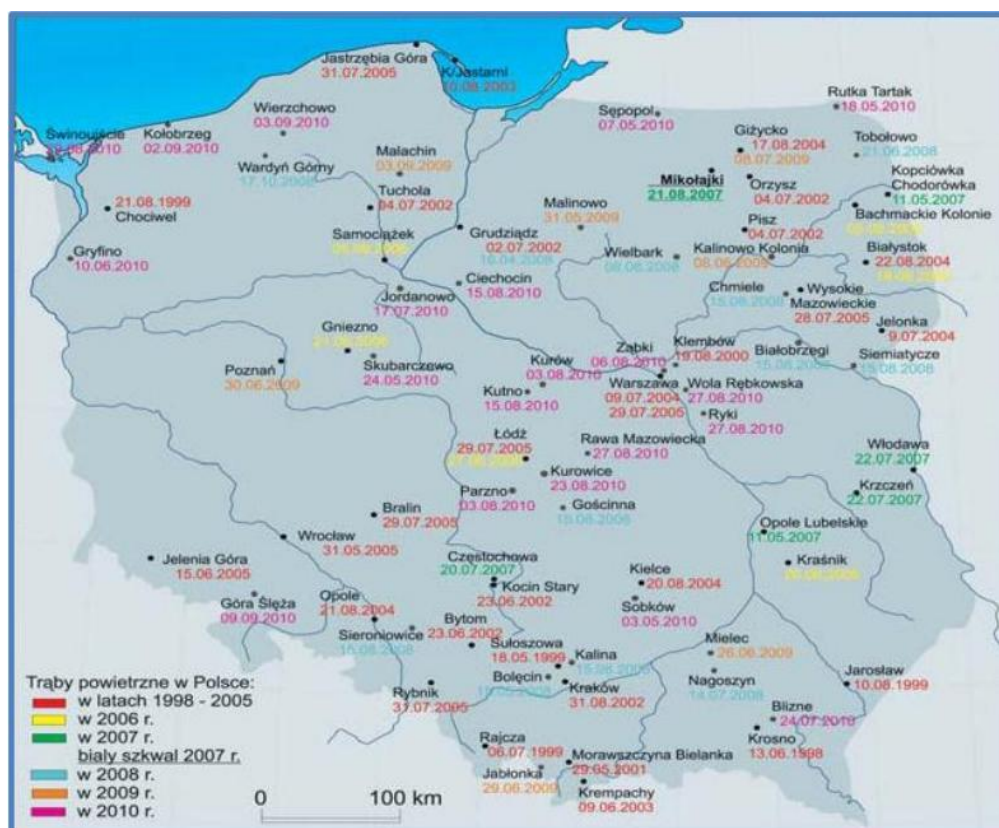 Jastrzębia Góra
31.07.2005
K/Jastarni
10.08.2003
Rutka Tartak
18.05.2010
Wierzchowo
03.09.2010
Sępopol
07.05.2010
Świnoujście
Kołobrzeg
02.09.2010
Giżycko
17.08.2004
08.07.2009
Tobołowo
21.06.2008
Wardyń Górny
17.10.2008
Malachin
03.09.2009
Kopciówka
Chodorówka
11.05.2007
Mikołajki
21.08.2007
Orzysz
04.07.2002
21.08.1999
Chociwel
Tuchola
04.07.2002
Malinowo
31.05.2009
Bachmackie Kolonie
Samociążek
Grudziądz
02.07.2002
Pisz
04.07.2002
Gryfino
10.06.2010
Wielbark
Kalinowo Kolonia
Białystok
22.08.2004
Ciechocin
15.08.2010
Chmiele
15.08.2008
Wysokie
Mazowieckie
28.07.2005
Jordanowo
17.07.2010
Jelonka
9.07.2004
Gniezno
Skubarczewo
24.05.2010
Poznań
30.06.2009
Kurów
03.08.2010
Ząbki
06.08.2010
Klembów
19.08.2000
Białobrzegi
15.08.2008
Siemiatycze
15.08.2008
Kutno
15.08.2010
Warszawa
09.07.2004
29.07.2005
Wola Rębkowska
27.08.2010
Ryki
27.08.2010
Łódź
29.07.2005
Rawa Mazowiecka
27.08.2010
Włodawa
22.07.2007
Kurowice
23.08.2010
Parzno
03.08.2010
Gościnna
15.08.2008
Krzczeń
22.07.2007
Bralin
29.07.2005
Wrocław
31.05.2005
Opole Lubelskie
11.05.2007
Kraśnik
Jelenia Góra
15.06.2005
Częstochowa
20.07.2007
Kocin Stary
23.06.2002
Kielce
20.08.2004
Góra Ślęża
09.09.2010
Opole
21.08.2004
Sobków
03.05.2010
Sieroniowice
15.08.2008
Bytom
23.06.2002
Sułoszowa
18.05.1999
Kalina
Mielec
26.06.2009
Bolęcin
Kraków
31.08.2002
Nagoszyn
14.07.2008
Jarosław
10.08.1999
Rybnik
31.07.2005
Blizne
24.07.2010
Krosno
13.06.1998
Rajcza
06.07.1999
Morawszczyna Bielanka
29.05.2001
Jabłonka
29.06.2009
Krempachy
09.06.2003
Trąby powietrzne w Polsce:
w latach 1998 - 2005
w 2006 r.
w 2007 r.
biały szkwal 2007 r.
w 2008 r.
w 2009 r.
w 2010 r.
0 100 km